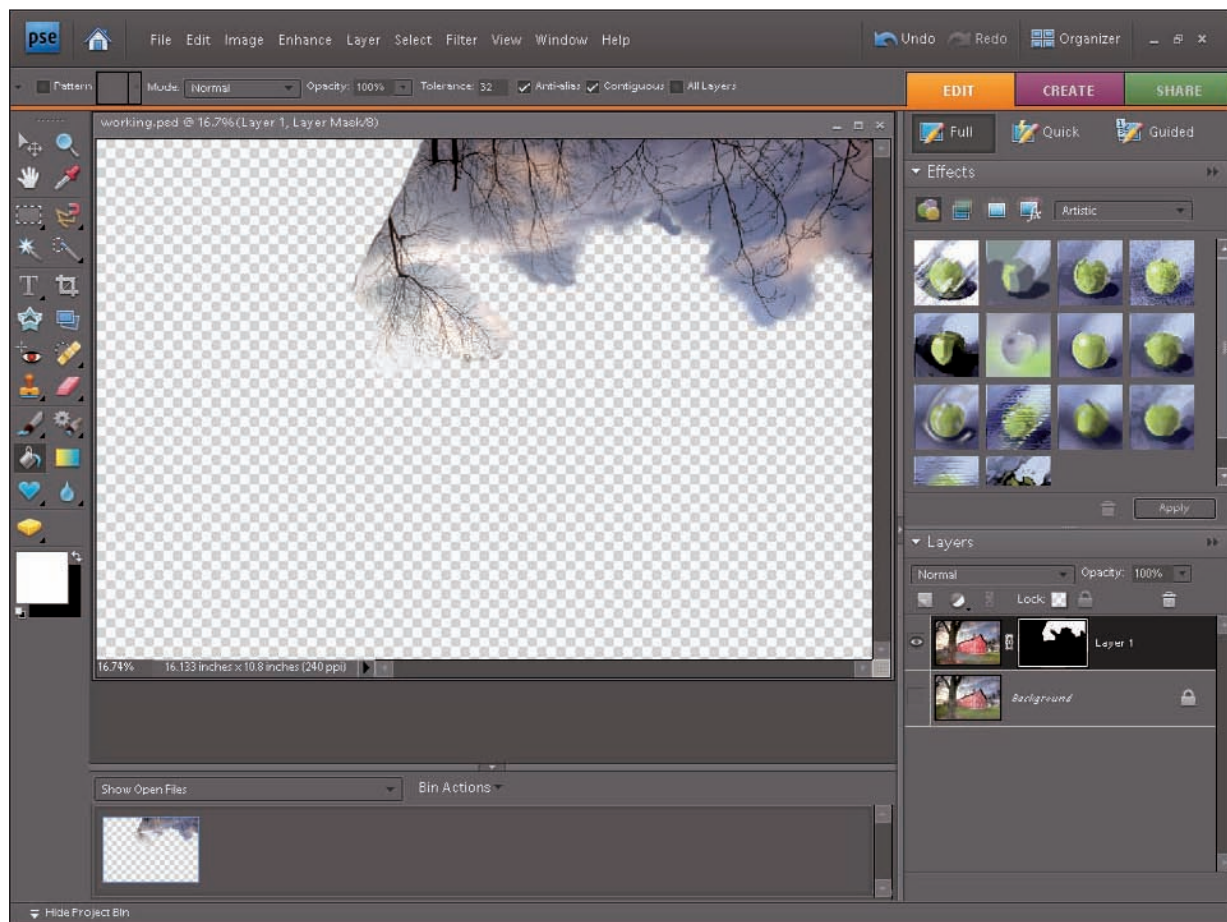 pse File Edit Image Enhance Layer Select Filter View Window Help Undo Redo Organizer
Pattern Mode: Normal Opacity: 100% Tolerance: 32 Anti-alias Contiguous All Layers
EDIT CREATE SHARE
working.psd @ 16.7% (Layer 1, Layer Mask/8)
Full Quick Guided
Effects
Artistic
T
Apply
Layers
Normal Opacity: 100%
Lock:
Layer 1
Background
16.74% 16.133 inches x 10.8 inches (240 ppi)
Show Open Files Bin Actions
Hide Project Bin